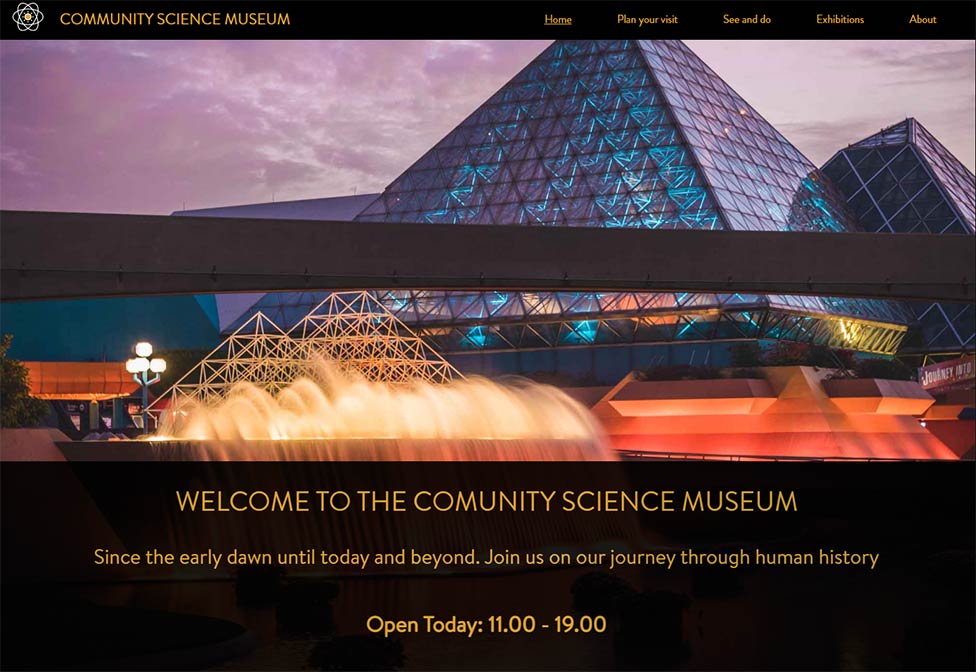 COMMUNITY SCIENCE MUSEUM
Home Plan your visit See and do Exhibitions About
JOURNEY INTO
WELCOME TO THE COMUNITY SCIENCE MUSEUM
Since the early dawn until today and beyond. Join us on our journey through human history
Open Today: 11.00 - 19.00